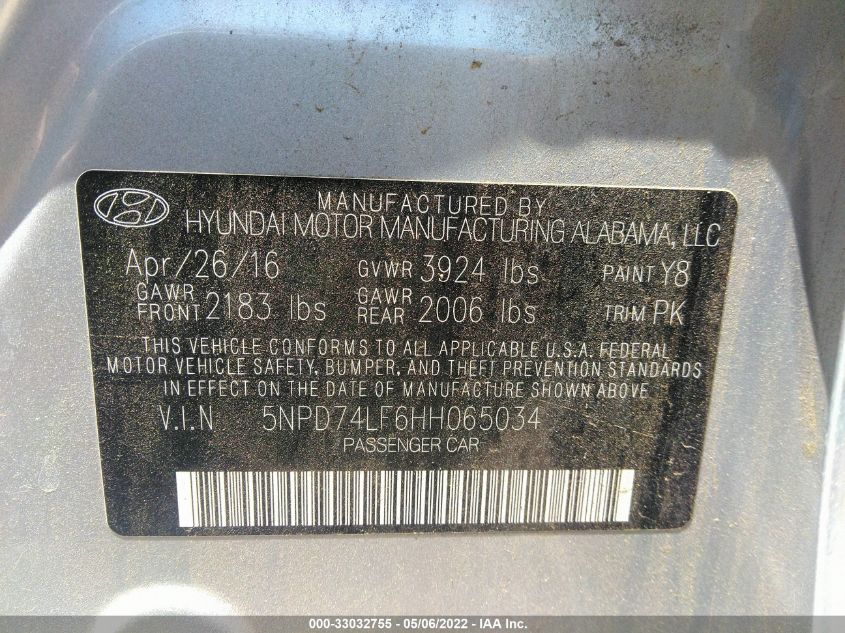 MANUFACTURED BY
HYUNDAI MOTOR MANUFACTURING ALABAMA, LLC
Apr/26/16 GVWR 3924 lbs PAINT Y8
GAWR FRONT 2183 lbs GAWR REAR 2006 lbs TRIM PK
THIS VEHICLE CONFORMS TO ALL APPLICABLE U.S.A. FEDERAL
MOTOR VEHICLE SAFETY, BUMPER, AND THEFT PREVENTION STANDARDS
IN EFFECT ON THE DATE OF MANUFACTURE SHOWN ABOVE
V.I.N 5NPD74LF6HH065034
PASSENGER CAR
000-33032755 - 05/06/2022 - IAA Inc.